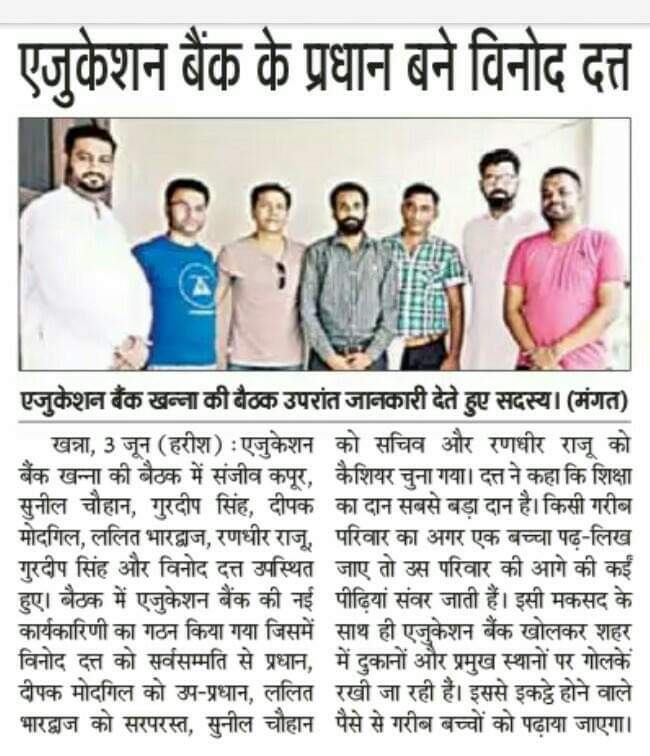 एजुकेशन बैंक के प्रधान बने विनोद दत्त
एजुकेशन बैंक खन्ना की बैठक उपरांत जानकारी देते हुए सदस्य। (मंगत)
खन्ना, 3 जून (हरीश) : एजुकेशन
बैंक खन्ना की बैठक में संजीव कपूर,
सुनील चौहान, गुरदीप सिंह, दीपक
मोदगिल, ललित भारद्वाज, रणधीर राजू,
गुरदीप सिंह और विनोद दत्त उपस्थित
हुए। बैठक में एजुकेशन बैंक की नई
कार्यकारिणी का गठन किया गया जिसमें
विनोद दत्त को सर्वसम्मति से प्रधान,
दीपक मोदगिल को उप-प्रधान, ललित
भारद्वाज को सरपरस्त, सुनील चौहान
को सचिव और रणधीर राजू को
कैशियर चुना गया। दत्त ने कहा कि शिक्षा
का दान सबसे बड़ा दान है। किसी गरीब
परिवार का अगर एक बच्चा पढ़-लिख
जाए तो उस परिवार की आगे की कईं
पीढ़ियां संवर जाती हैं। इसी मकसद के
साथ ही एजुकेशन बैंक खोलकर शहर
में दुकानों और प्रमुख स्थानों पर गोलकें
रखी जा रही हैं। इससे इकट्ठे होने वाले
पैसे से गरीब बच्चों को पढ़ाया जाएगा।